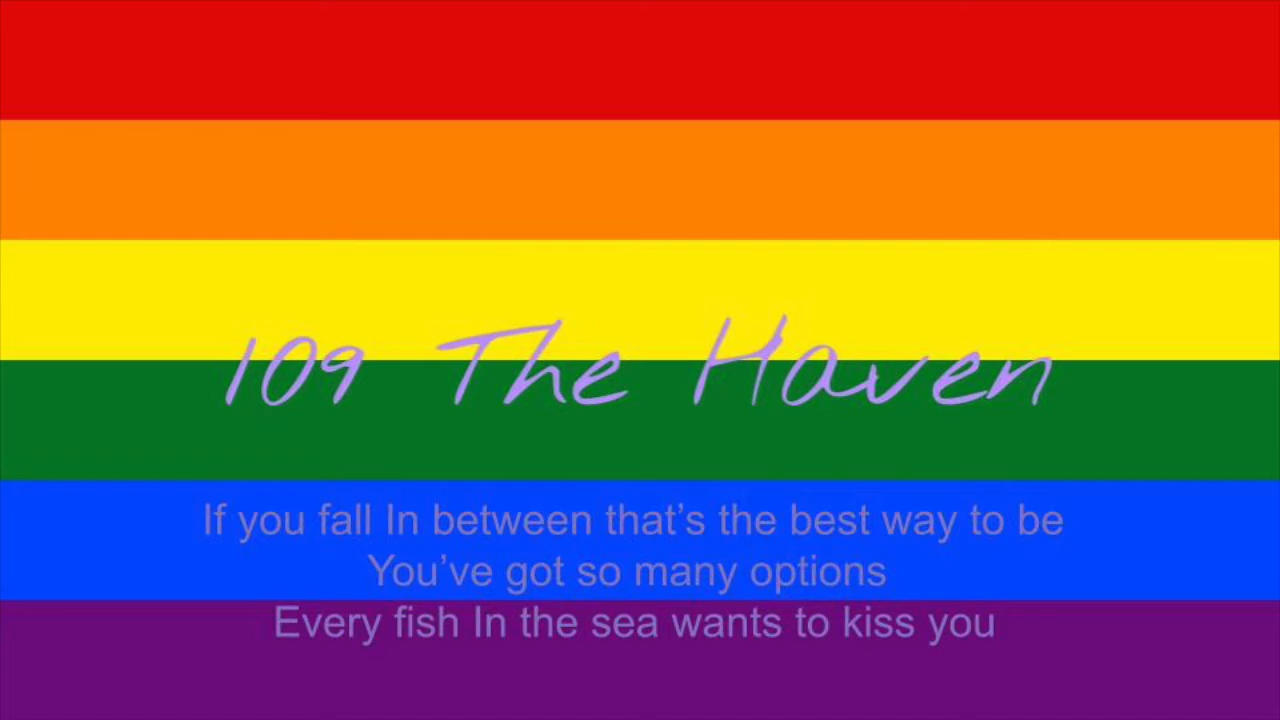 109 The Haven
If you fall In between that’s the best way to be
You’ve got so many options
Every fish In the sea wants to kiss you